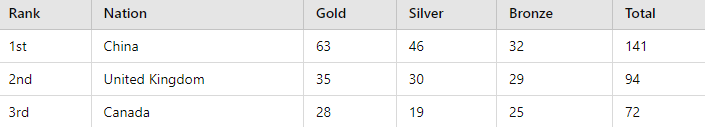 Rank Nation Gold Silver Bronze Total
1st China 63 46 32 141
2nd United Kingdom 35 30 29 94
3rd Canada 28 19 25 72